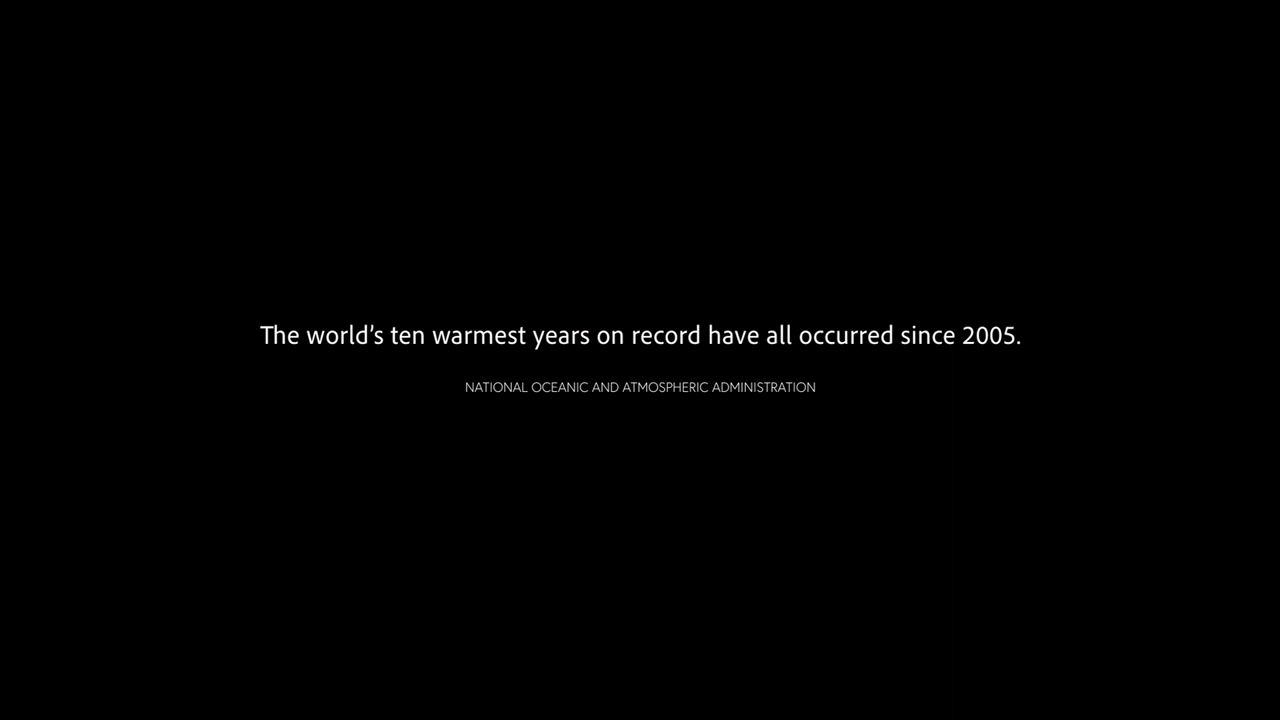 The world’s ten warmest years on record have all occurred since 2005.
NATIONAL OCEANIC AND ATMOSPHERIC ADMINISTRATION